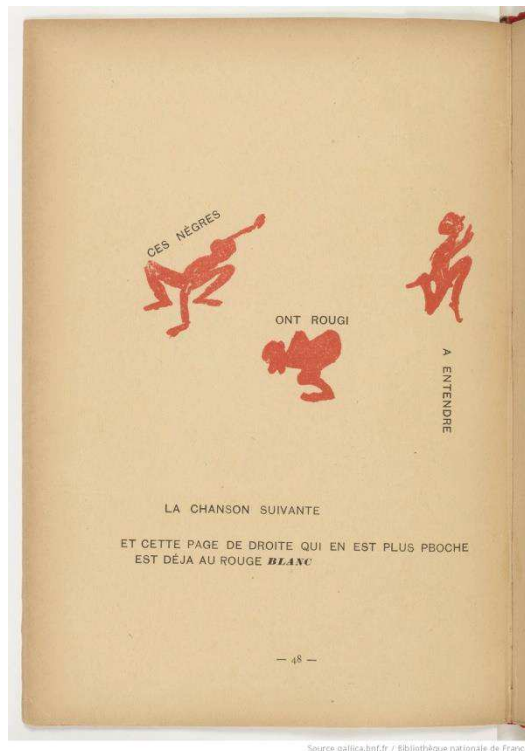 CES NÈGRES
ONT ROUGI
A ENTENDRE
LA CHANSON SUIVANTE
ET CETTE PAGE DE DROITE QUI EN EST PLUS PBOCHE
EST DÉJA AU ROUGE BLANC
— 48 —
Source gallica.bnf.fr / Bibliothèque nationale de France